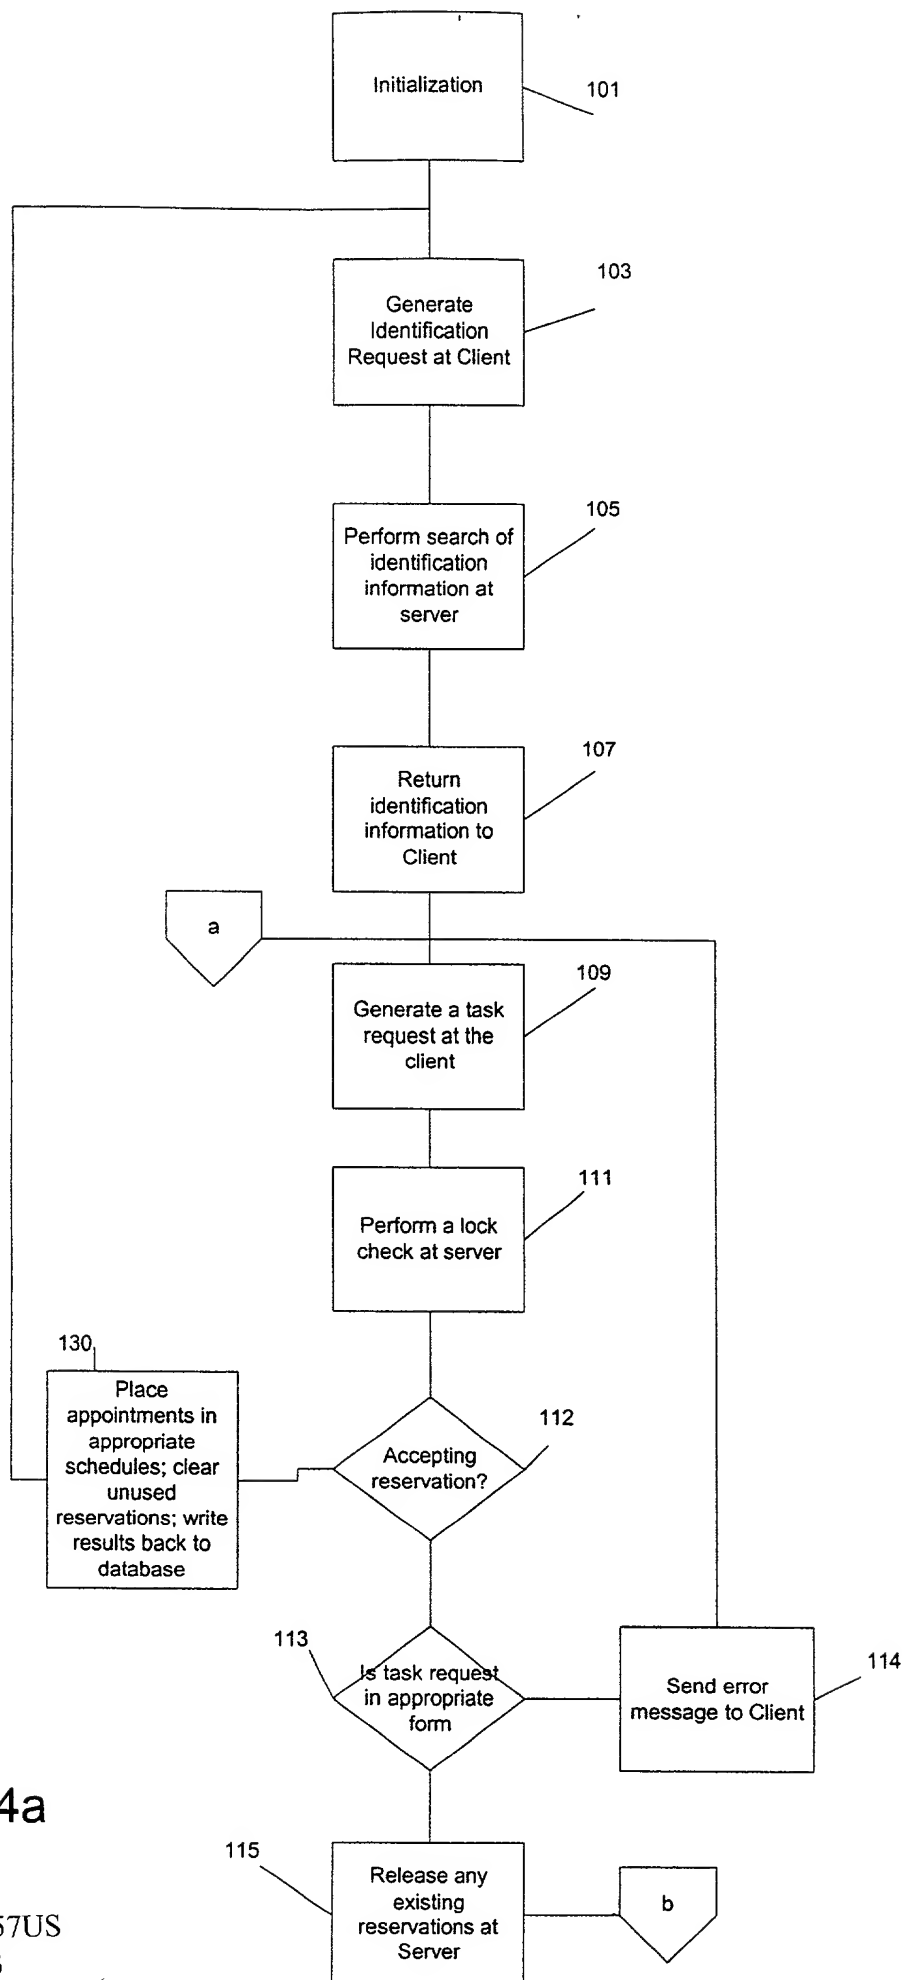 Initialization
101
Generate
Identification
Request at Client
103
Perform search of
identification
information at
server
105
Return
identification
information to
Client
107
a
Generate a task
request at the
client
109
Perform a lock
check at server
111
130
Place
appointments in
appropriate
schedules; clear
unused
reservations; write
results back to
database
Accepting
reservation?
112
113
Is task request
in appropriate
form
Send error
message to Client
114
4a
115
Release any
existing
reservations at
Server
b
57US